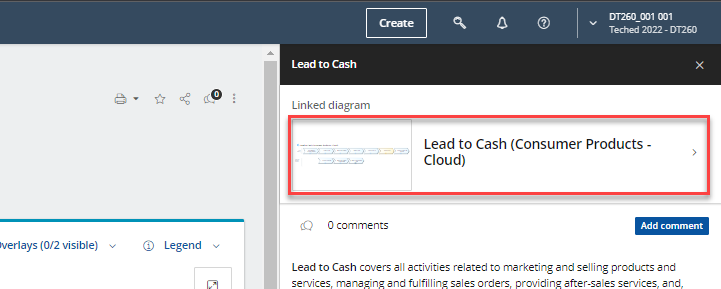 Create
DT260_001 001
Teched 2022 - DT260
Lead to Cash
0
Linked diagram
Lead to Cash (Consumer Products -
Cloud)
0 comments
Add comment
verlays (0/2 visible)
Legend
Lead to Cash covers all activities related to marketing and selling products and
services, managing and fulfilling sales orders, providing after-sales services, and,